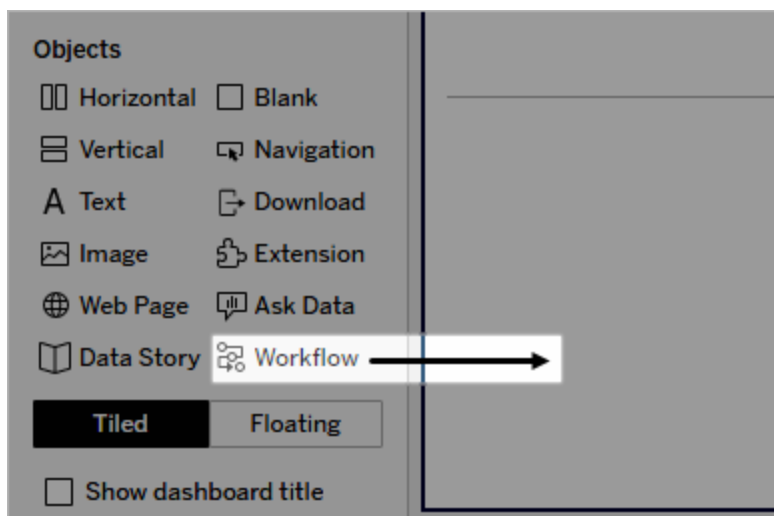 Objects
Horizontal
Blank
Vertical
Navigation
Text
Download
Image
Extension
Web Page
Ask Data
Data Story
Workflow
Tiled
Floating
Show dashboard title